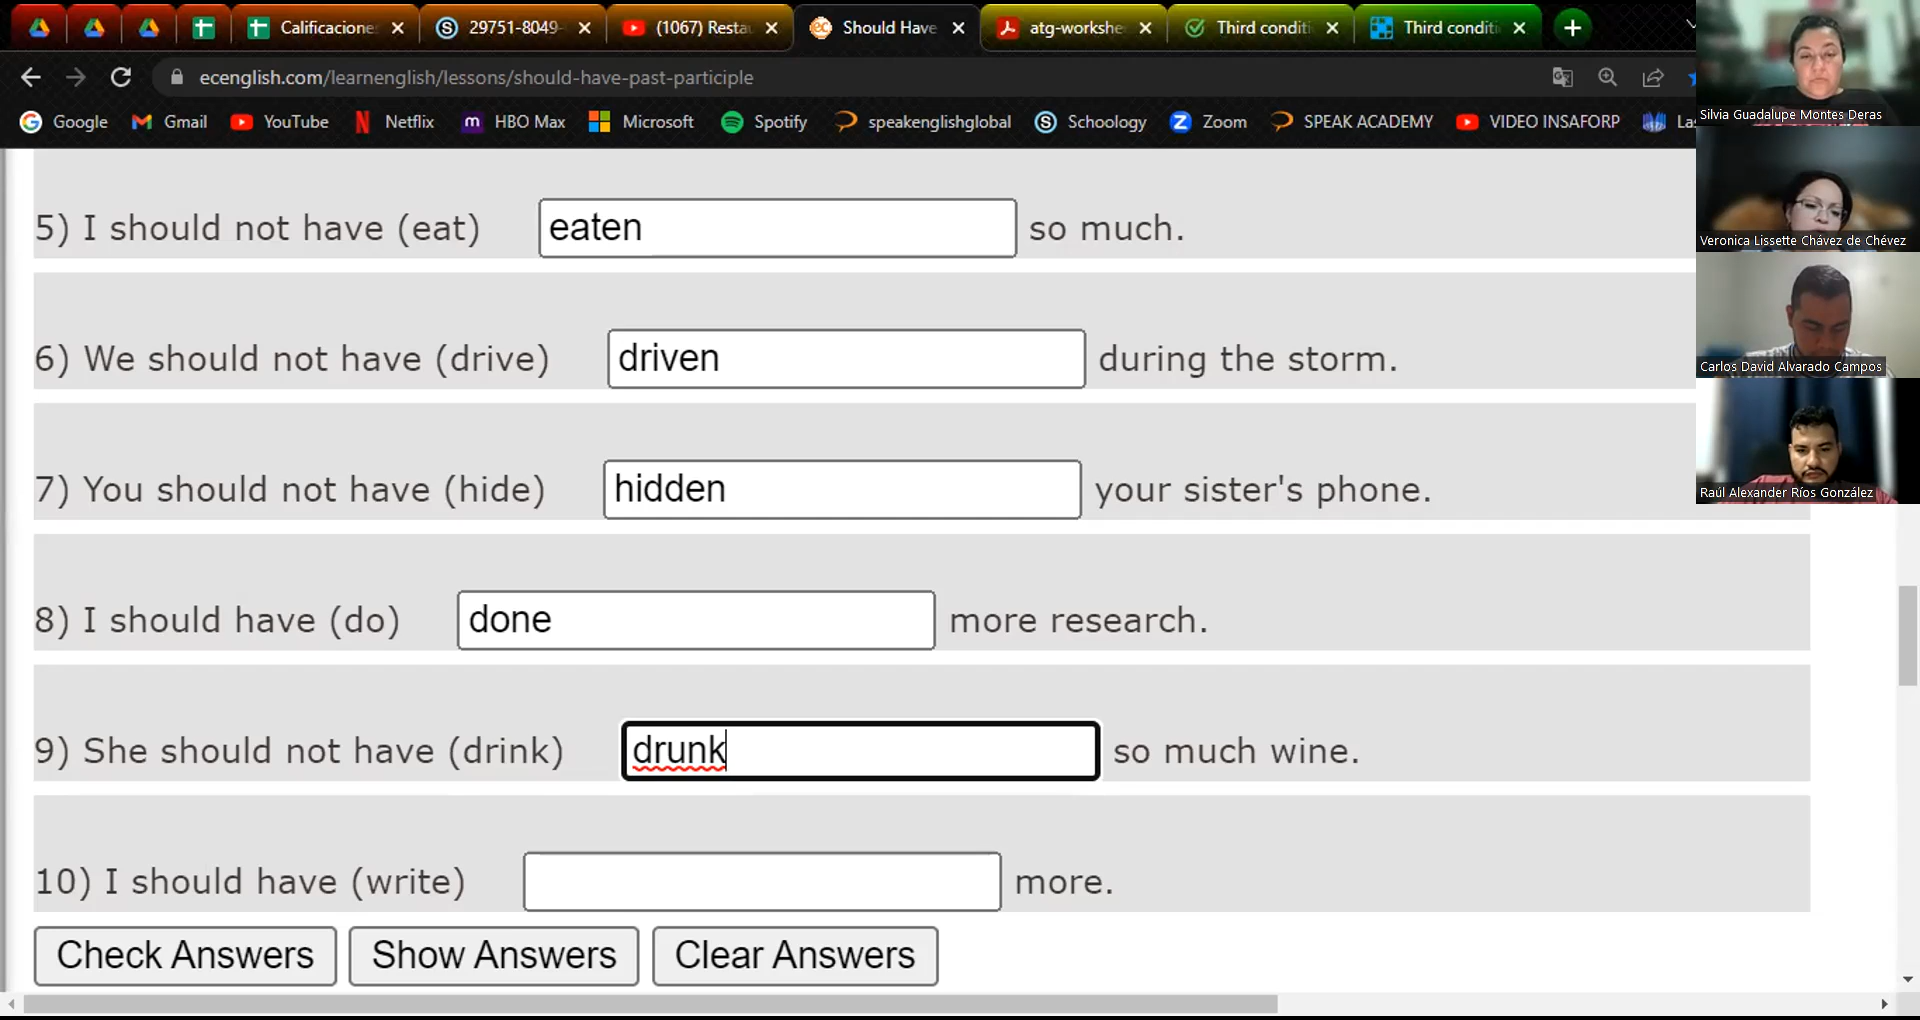 Calificacione
29751-8049-
(1067) Resta
Should Have
atg-workshe
Third conditi
Third conditi
ecenglish.com/learnenglish/lessons/should-have-past-participle
Google Gmail YouTube Netflix HBO Max Microsoft Spotify speakenglishglobal Schoology Zoom SPEAK ACADEMY VIDEO INSAFORP La
Silvia Guadalupe Montes Deras
Veronica Lissette Chávez de Chévez
Carlos David Alvarado Campos
Raúl Alexander Ríos González
5) I should not have (eat) eaten so much.
6) We should not have (drive) driven during the storm.
7) You should not have (hide) hidden your sister's phone.
8) I should have (do) done more research.
9) She should not have (drink) drunk so much wine.
10) I should have (write) more.
Check Answers Show Answers Clear Answers